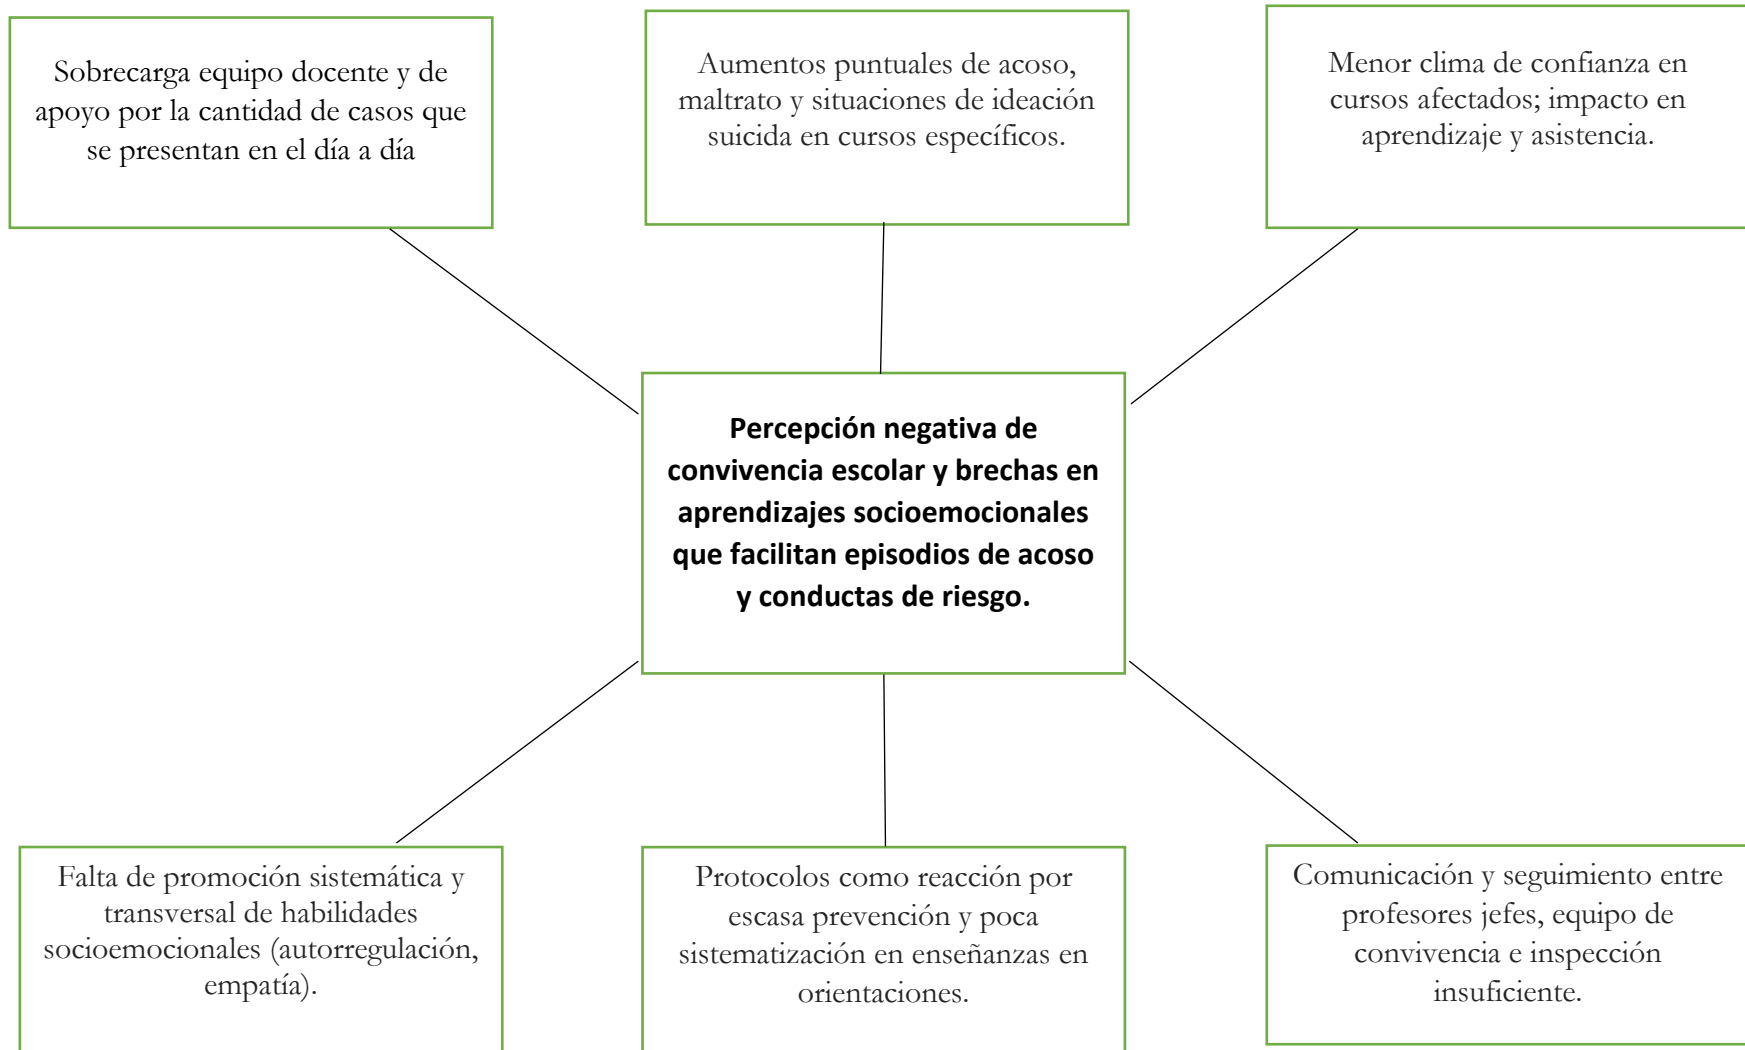 Sobrecarga equipo docente y de
apoyo por la cantidad de casos que
se presentan en el día a día
Aumentos puntuales de acoso,
maltrato y situaciones de ideación
suicida en cursos específicos.
Menor clima de confianza en
cursos afectados; impacto en
aprendizaje y asistencia.
Percepción negativa de
convivencia escolar y brechas en
aprendizajes socioemocionales
que facilitan episodios de acoso
y conductas de riesgo.
Falta de promoción sistemática y
transversal de habilidades
socioemocionales (autorregulación,
empatía).
Protocolos como reacción por
escasa prevención y poca
sistematización en enseñanzas en
orientaciones.
Comunicación y seguimiento entre
profesores jefes, equipo de
convivencia e inspección
insuficiente.